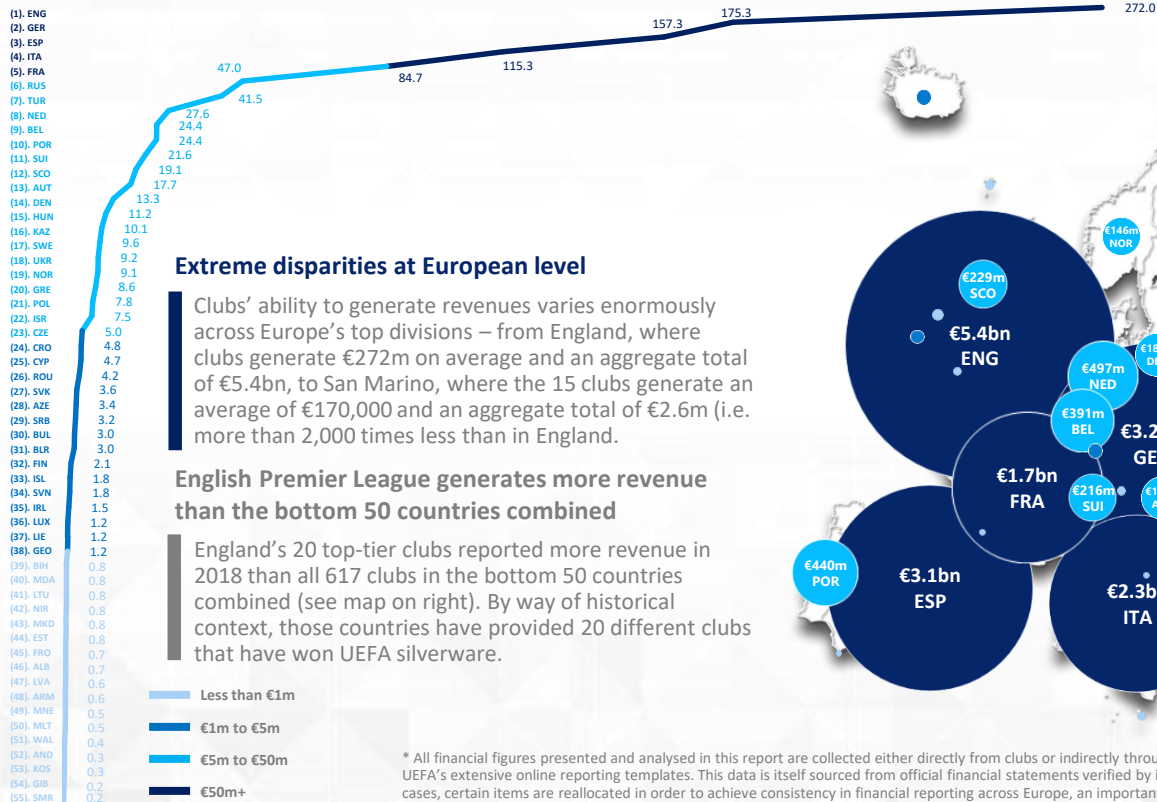 (1). ENG
(2). GER
(3). ESP
(4). ITA
(5). FRA
(6). RUS
(7). TUR
(8). NED
(9). BEL
(10). POR
(11). SUI
(12). SCO
(13). AUT
(14). DEN
(15). HUN
(16). KAZ
(17). SWE
(18). UKR
(19). NOR
(20). GRE
(21). POL
(22). ISR
(23). CZE
(24). CRO
(25). CYP
(26). ROU
(27). SVK
(28). AZE
(29). SRB
(30). BUL
(31). BLR
(32). FIN
(33). ISL
(34). SVN
(35). IRL
(36). LUX
(37). LIE
(38). GEO
(39). BIH
(40). MDA
(41). LTU
(42). NIR
(43). MKD
(44). EST
(45). FRO
(46). ALB
(47). LVA
(48). ARM
(49). MNE
(50). MLT
(51). WAL
(52). AND
(53). KOS
(54). GIB
(55). SMR
272.0
175.3
157.3
115.3
84.7
47.0
41.5
27.6
24.4
24.4
21.6
19.1
17.7
13.3
11.2
10.1
9.6
9.2
9.1
8.6
7.8
7.5
5.0
4.8
4.7
4.2
3.6
3.4
3.2
3.0
3.0
2.1
1.8
1.8
1.5
1.2
1.2
1.2
0.8
0.8
0.8
0.8
0.8
0.8
0.7
0.7
0.6
0.6
0.5
0.5
0.4
0.3
0.3
0.2
0.2
Extreme disparities at European level
Clubs’ ability to generate revenues varies enormously
across Europe’s top divisions – from England, where
clubs generate €272m on average and an aggregate total
of €5.4bn, to San Marino, where the 15 clubs generate an
average of €170,000 and an aggregate total of €2.6m (i.e.
more than 2,000 times less than in England.
English Premier League generates more revenue
than the bottom 50 countries combined
England’s 20 top-tier clubs reported more revenue in
2018 than all 617 clubs in the bottom 50 countries
combined (see map on right). By way of historical
context, those countries have provided 20 different clubs
that have won UEFA silverware.
Less than €1m
€1m to €5m
€5m to €50m
€50m+
€146m
NOR
€229m
SCO
€5.4bn
ENG
€18
D
€497m
NED
€391m
BEL
€3.2
GE
€1.7bn
FRA
€216m
SUI
€1
A
€440m
POR
€3.1bn
ESP
€2.3b
ITA
* All financial figures presented and analysed in this report are collected either directly from clubs or indirectly throu
UEFA’s extensive online reporting templates. This data is itself sourced from official financial statements verified by i
cases, certain items are reallocated in order to achieve consistency in financial reporting across Europe, an important